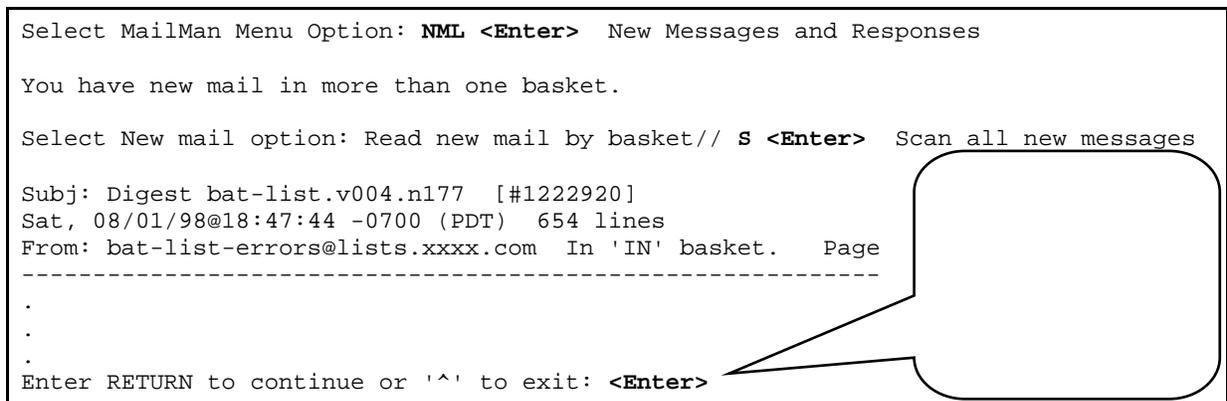 Select MailMan Menu Option: NML <Enter>  New Messages and Responses
You have new mail in more than one basket.
Select New mail option: Read new mail by basket// S <Enter>  Scan all new messages
Subj: Digest bat-list.v004.n177  [#1222920]
Sat, 08/01/98@18:47:44 -0700 (PDT)  654 lines
From: bat-list-errors@lists.xxxx.com  In 'IN' basket.   Page
-------------------------------------------------------------
.
.
.
Enter RETURN to continue or '^' to exit: <Enter>